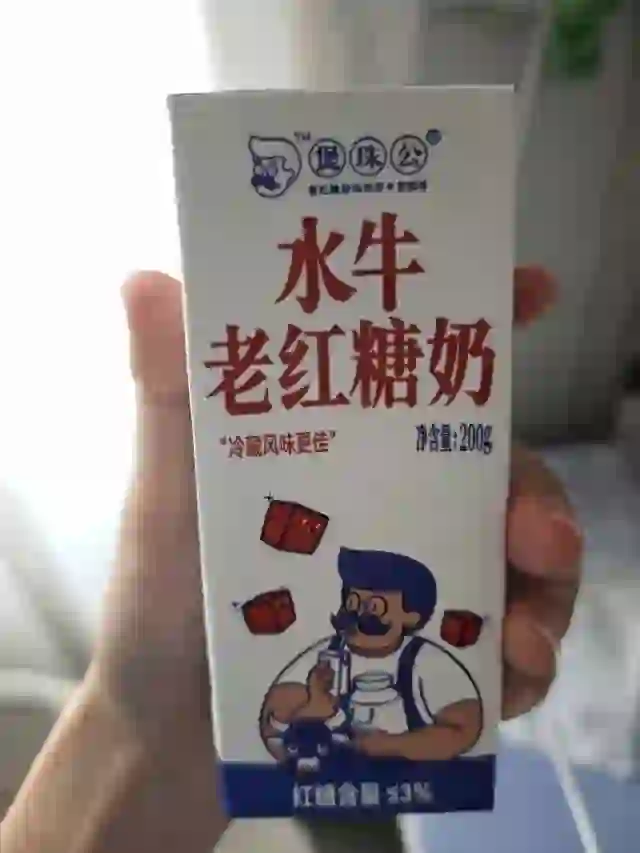 煲珠公
水牛
老红糖奶
“冷藏风味更佳”
净含量:200g
红糖含量 ≤3%